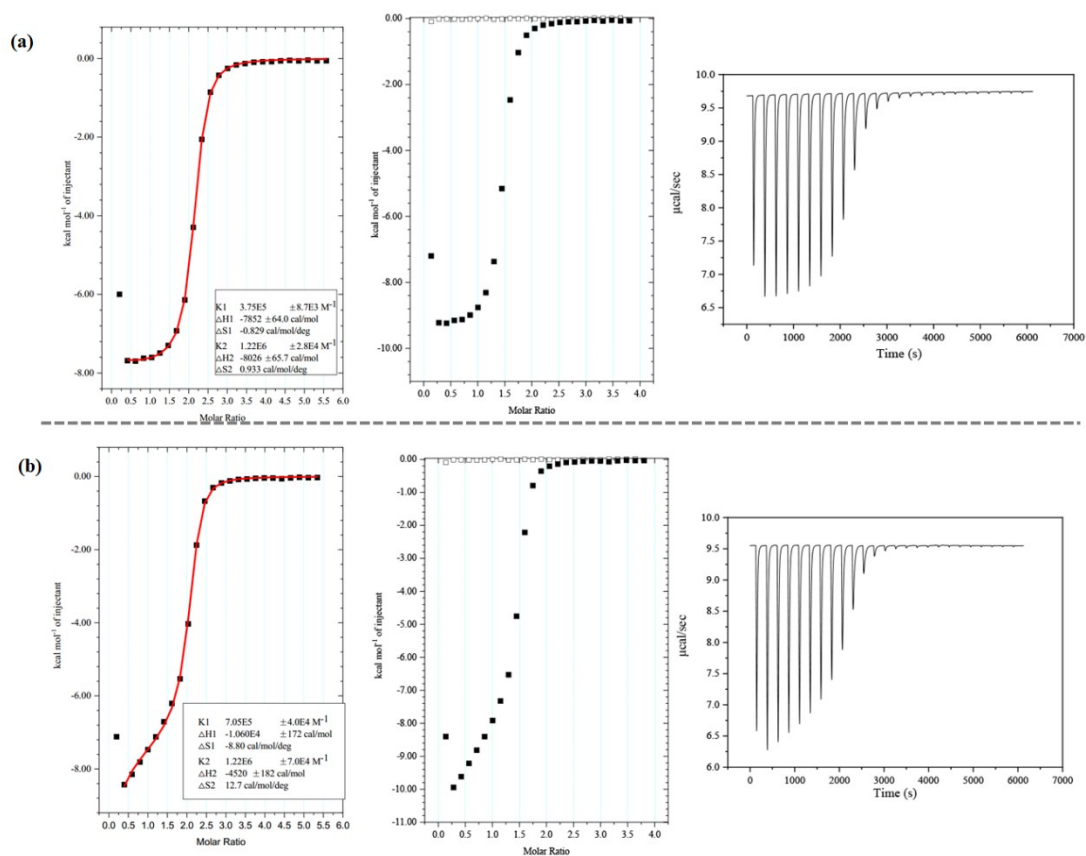 (a)
0.00
-2.00
-4.00
-6.00
-8.00
kcal mol⁻¹ of injectant
K1 3.75E5 ±8.7E3 M⁻¹
△H1 -7852 ±64.0 cal/mol
△S1 -0.829 cal/mol/deg
K2 1.22E6 ±2.8E4 M⁻¹
△H2 -8026 ±65.7 cal/mol
△S2 0.933 cal/mol/deg
0.0 0.5 1.0 1.5 2.0 2.5 3.0 3.5 4.0 4.5 5.0 5.5 6.0
Molar Ratio
0.00
-2.00
-4.00
-6.00
-8.00
-10.00
kcal mol⁻¹ of injectant
0.0 0.5 1.0 1.5 2.0 2.5 3.0 3.5 4.0
Molar Ratio
10.0
9.5
9.0
8.5
8.0
7.5
7.0
6.5
μcal/sec
0 1000 2000 3000 4000 5000 6000 7000
Time (s)
(b)
0.00
-2.00
-4.00
-6.00
-8.00
kcal mol⁻¹ of injectant
K1 7.05E5 ±4.0E4 M⁻¹
△H1 -1.060E4 ±172 cal/mol
△S1 -8.80 cal/mol/deg
K2 1.22E6 ±7.0E4 M⁻¹
△H2 -4520 ±182 cal/mol
△S2 12.7 cal/mol/deg
0.0 0.5 1.0 1.5 2.0 2.5 3.0 3.5 4.0 4.5 5.0 5.5 6.0
Molar Ratio
0.00
-1.00
-2.00
-3.00
-4.00
-5.00
-6.00
-7.00
-8.00
-9.00
-10.00
-11.00
kcal mol⁻¹ of injectant
0.0 0.5 1.0 1.5 2.0 2.5 3.0 3.5 4.0
Molar Ratio
10.0
9.5
9.0
8.5
8.0
7.5
7.0
6.5
6.0
μcal/sec
0 1000 2000 3000 4000 5000 6000 7000
Time (s)